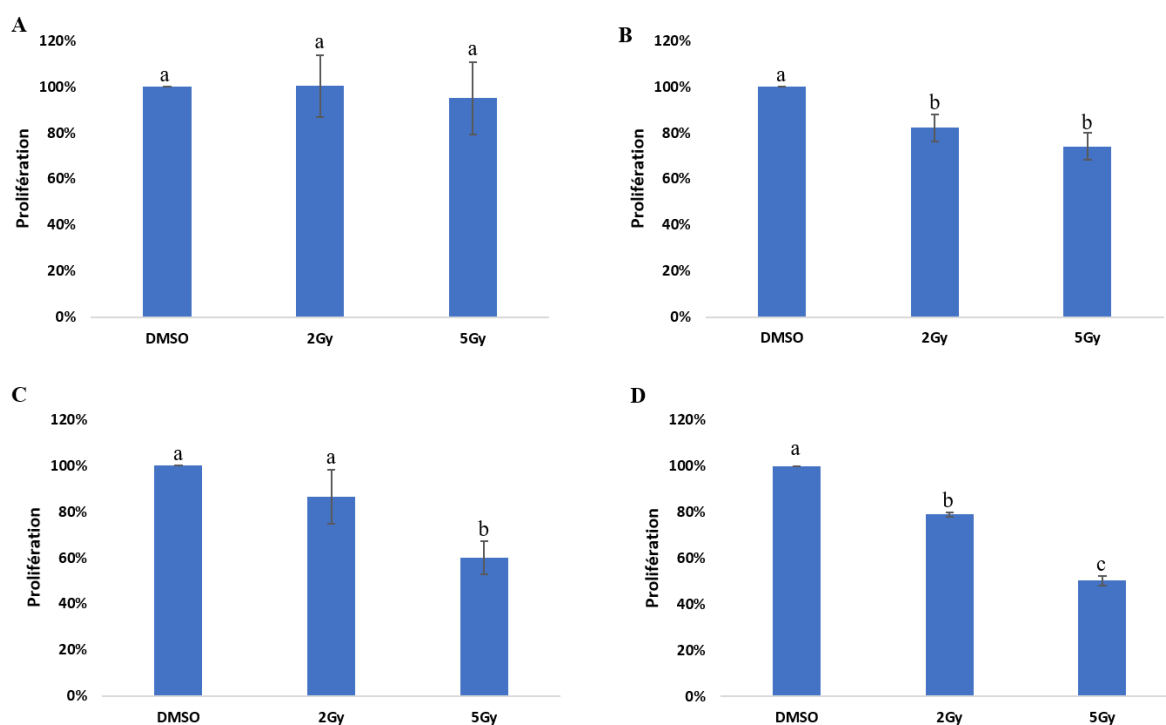 A
120%
100%
80%
60%
40%
20%
0%
Prolifération
a
a
a
DMSO
2Gy
5Gy
B
120%
100%
80%
60%
40%
20%
0%
Prolifération
a
b
b
DMSO
2Gy
5Gy
C
120%
100%
80%
60%
40%
20%
0%
Prolifération
a
a
b
DMSO
2Gy
5Gy
D
120%
100%
80%
60%
40%
20%
0%
Prolifération
a
b
c
DMSO
2Gy
5Gy